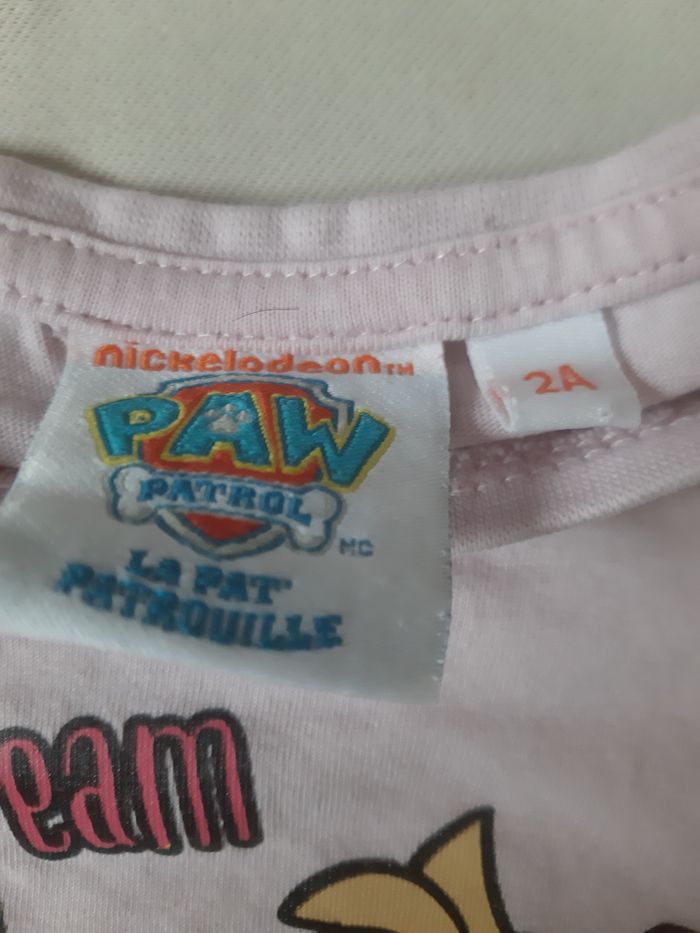 nickelodeon™
2A
PAW
PATROL
MC
LA PAT'
PATROUILLE
eam